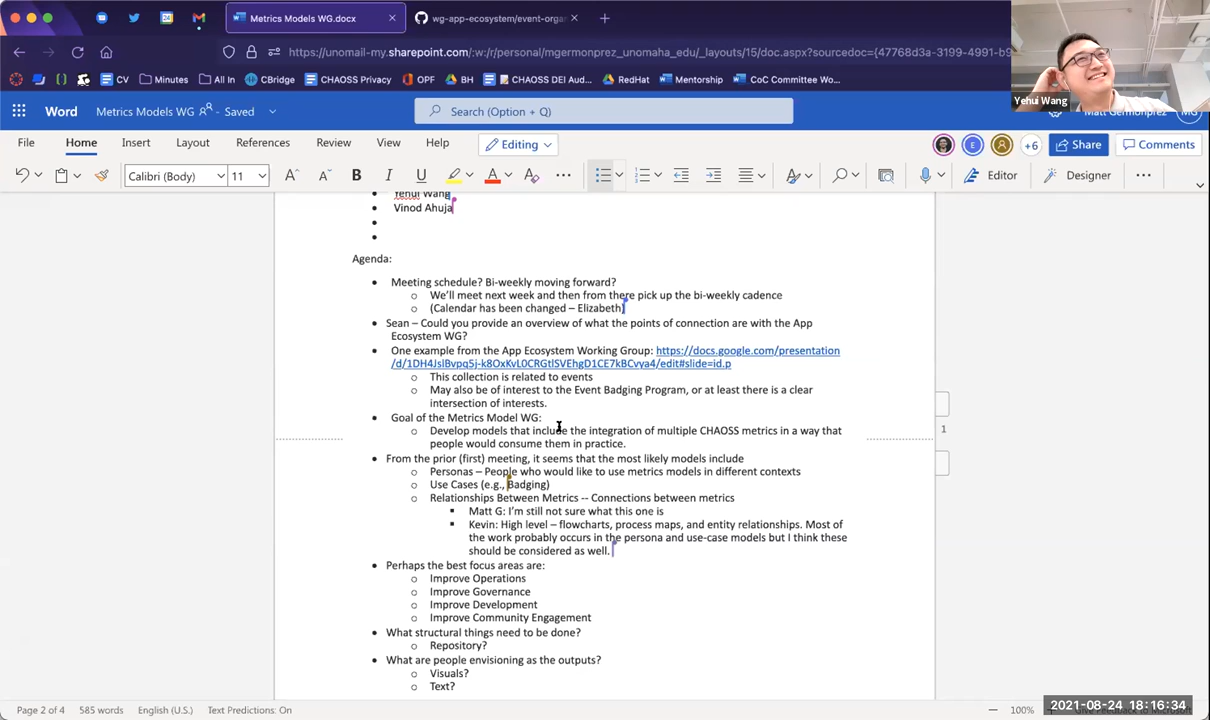 Metrics Models WG.docx
wg-app-ecosystem/event-orga
https://unomail-my.sharepoint.com/:w:/r/personal/mgermonprez_unomaha_edu/_layouts/15/doc.aspx?sourcedoc={47768d3a-3199-4991-b9
CV Minutes All In CBridge CHAOSS Privacy OPF BH CHAOSS DEI Aud... RedHat Mentorship CoC Committee Wo...
Yehui Wang
Word Metrics Models WG - Saved Search (Option + Q) Matt Germonprez MG
File Home Insert Layout References Review View Help Editing +6 Share Comments
Calibri (Body) 11 Editor Designer
Yehui Wang
Vinod Ahuja
Agenda:
Meeting schedule? Bi-weekly moving forward?
We'll meet next week and then from there pick up the bi-weekly cadence
(Calendar has been changed – Elizabeth)
Sean – Could you provide an overview of what the points of connection are with the App
Ecosystem WG?
One example from the App Ecosystem Working Group: https://docs.google.com/presentation
This collection is related to events
May also be of interest to the Event Badging Program, or at least there is a clear
intersection of interests.
Goal of the Metrics Model WG:
Develop models that include the integration of multiple CHAOSS metrics in a way that
people would consume them in practice.
From the prior (first) meeting, it seems that the most likely models include
Personas – People who would like to use metrics models in different contexts
Use Cases (e.g., Badging)
Relationships Between Metrics -- Connections between metrics
Matt G: I'm still not sure what this one is
Kevin: High level – flowcharts, process maps, and entity relationships. Most of
the work probably occurs in the persona and use-case models but I think these
should be considered as well.
Perhaps the best focus areas are:
Improve Operations
Improve Governance
Improve Development
Improve Community Engagement
What structural things need to be done?
Repository?
What are people envisioning as the outputs?
Visuals?
Text?
1
Page 2 of 4 585 words English (U.S.) Text Predictions: On 100%
2021-08-24 18:16:34